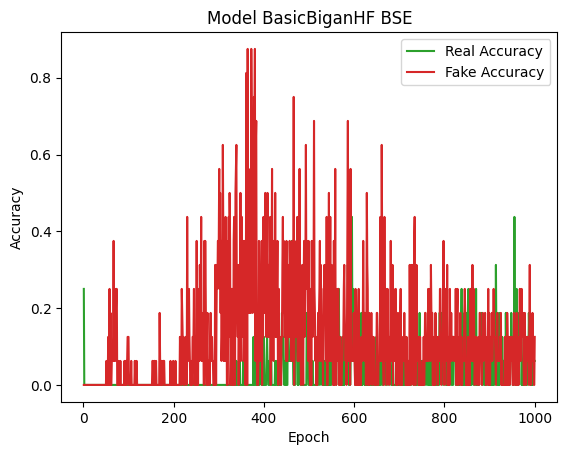 Model BasicBiganHF BSE
Real Accuracy
Fake Accuracy
Accuracy
0.8
0.6
0.4
0.2
0.0
0 200 400 600 800 1000
Epoch